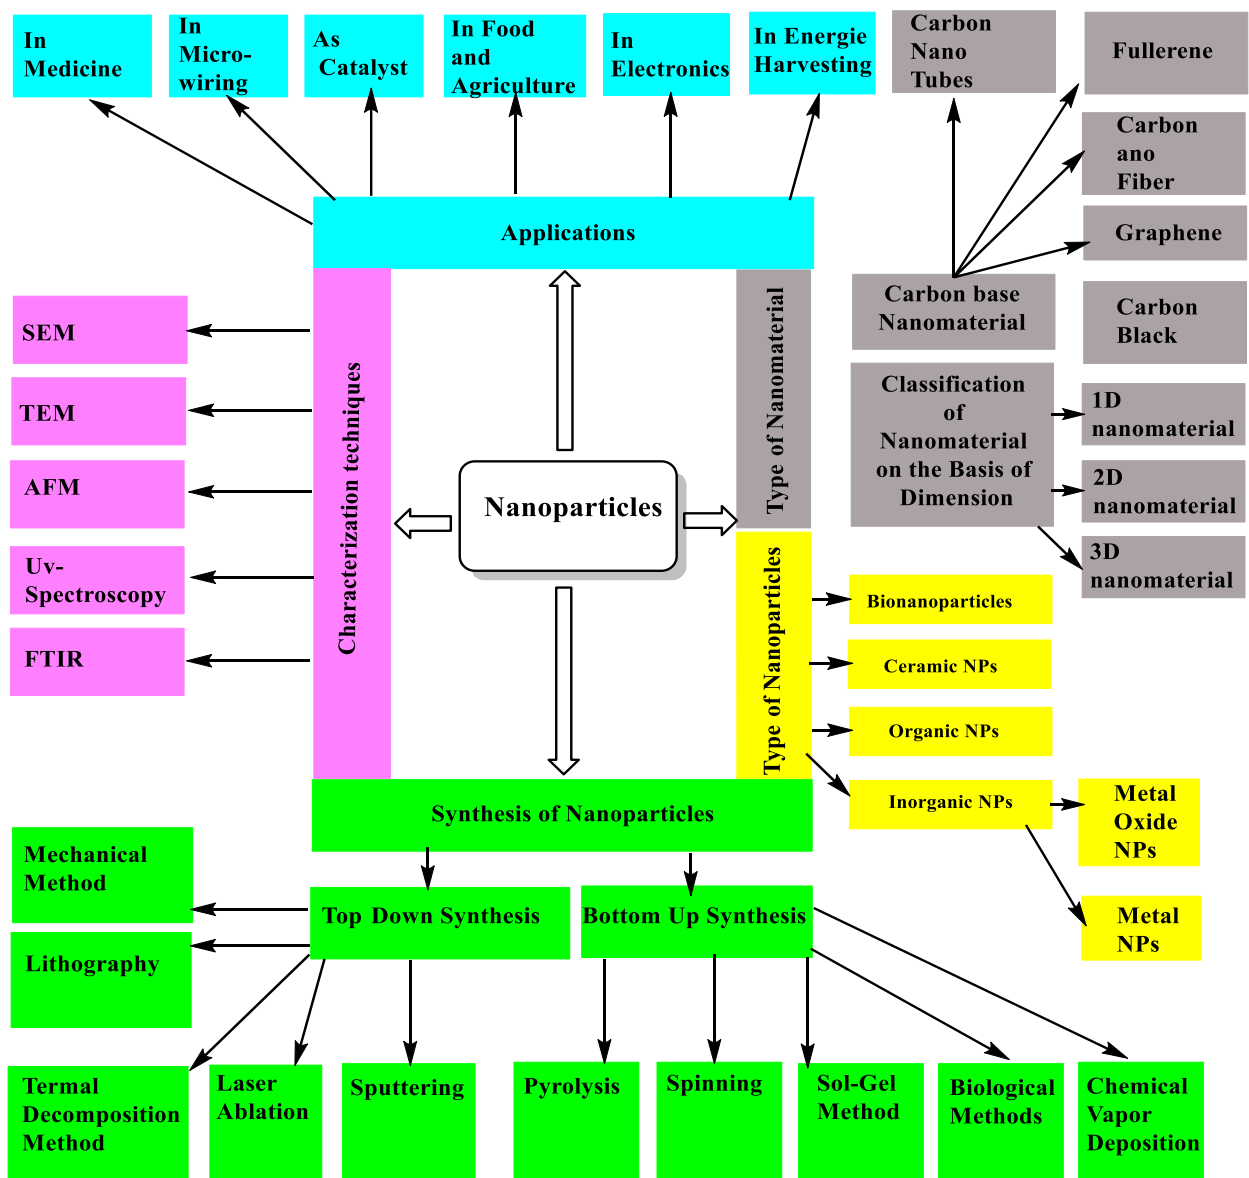 In
Medicine
In
Micro-
wiring
As
Catalyst
In Food
and
Agriculture
In
Electronics
In Energie
Harvesting
Carbon
Nano
Tubes
Fullerene
Carbon
ano
Fiber
Graphene
Carbon
Black
Carbon base
Nanomaterial
Applications
Classification
of
Nanomaterial
on the Basis of
Dimension
1D
nanomaterial
2D
nanomaterial
3D
nanomaterial
SEM
TEM
AFM
Uv-
Spectroscopy
FTIR
Characterization techniques
Nanoparticles
Type of Nanomaterial
Type of Nanoparticles
Bionanoparticles
Ceramic NPs
Organic NPs
Inorganic NPs
Metal
Oxide
NPs
Metal
NPs
Synthesis of Nanoparticles
Top Down Synthesis
Bottom Up Synthesis
Mechanical
Method
Lithography
Termal
Decomposition
Method
Laser
Ablation
Sputtering
Pyrolysis
Spinning
Sol-Gel
Method
Biological
Methods
Chemical
Vapor
Deposition